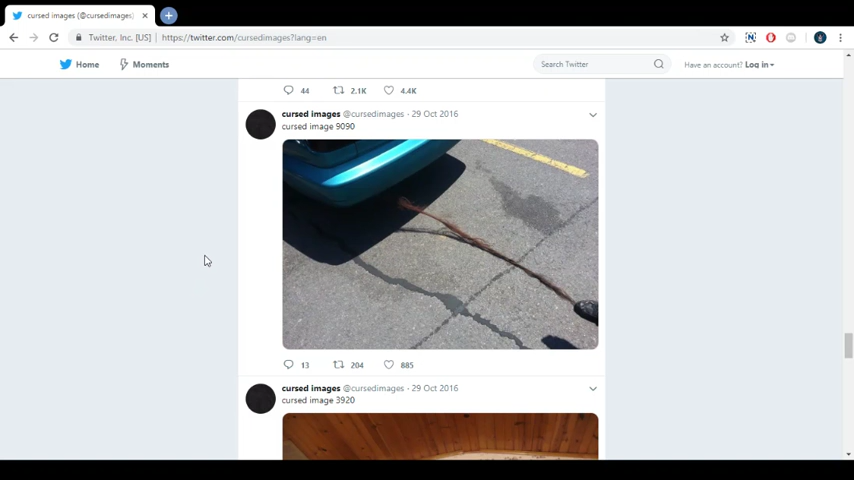 cursed images (@cursedimages)
Twitter, Inc. [US]
https://twitter.com/cursedimages?lang=en
Home
Moments
Search Twitter
Have an account? Log in
44 2.1K 4.4K
cursed images @cursedimages · 29 Oct 2016
cursed image 9090
13 204 885
cursed images @cursedimages · 29 Oct 2016
cursed image 3920